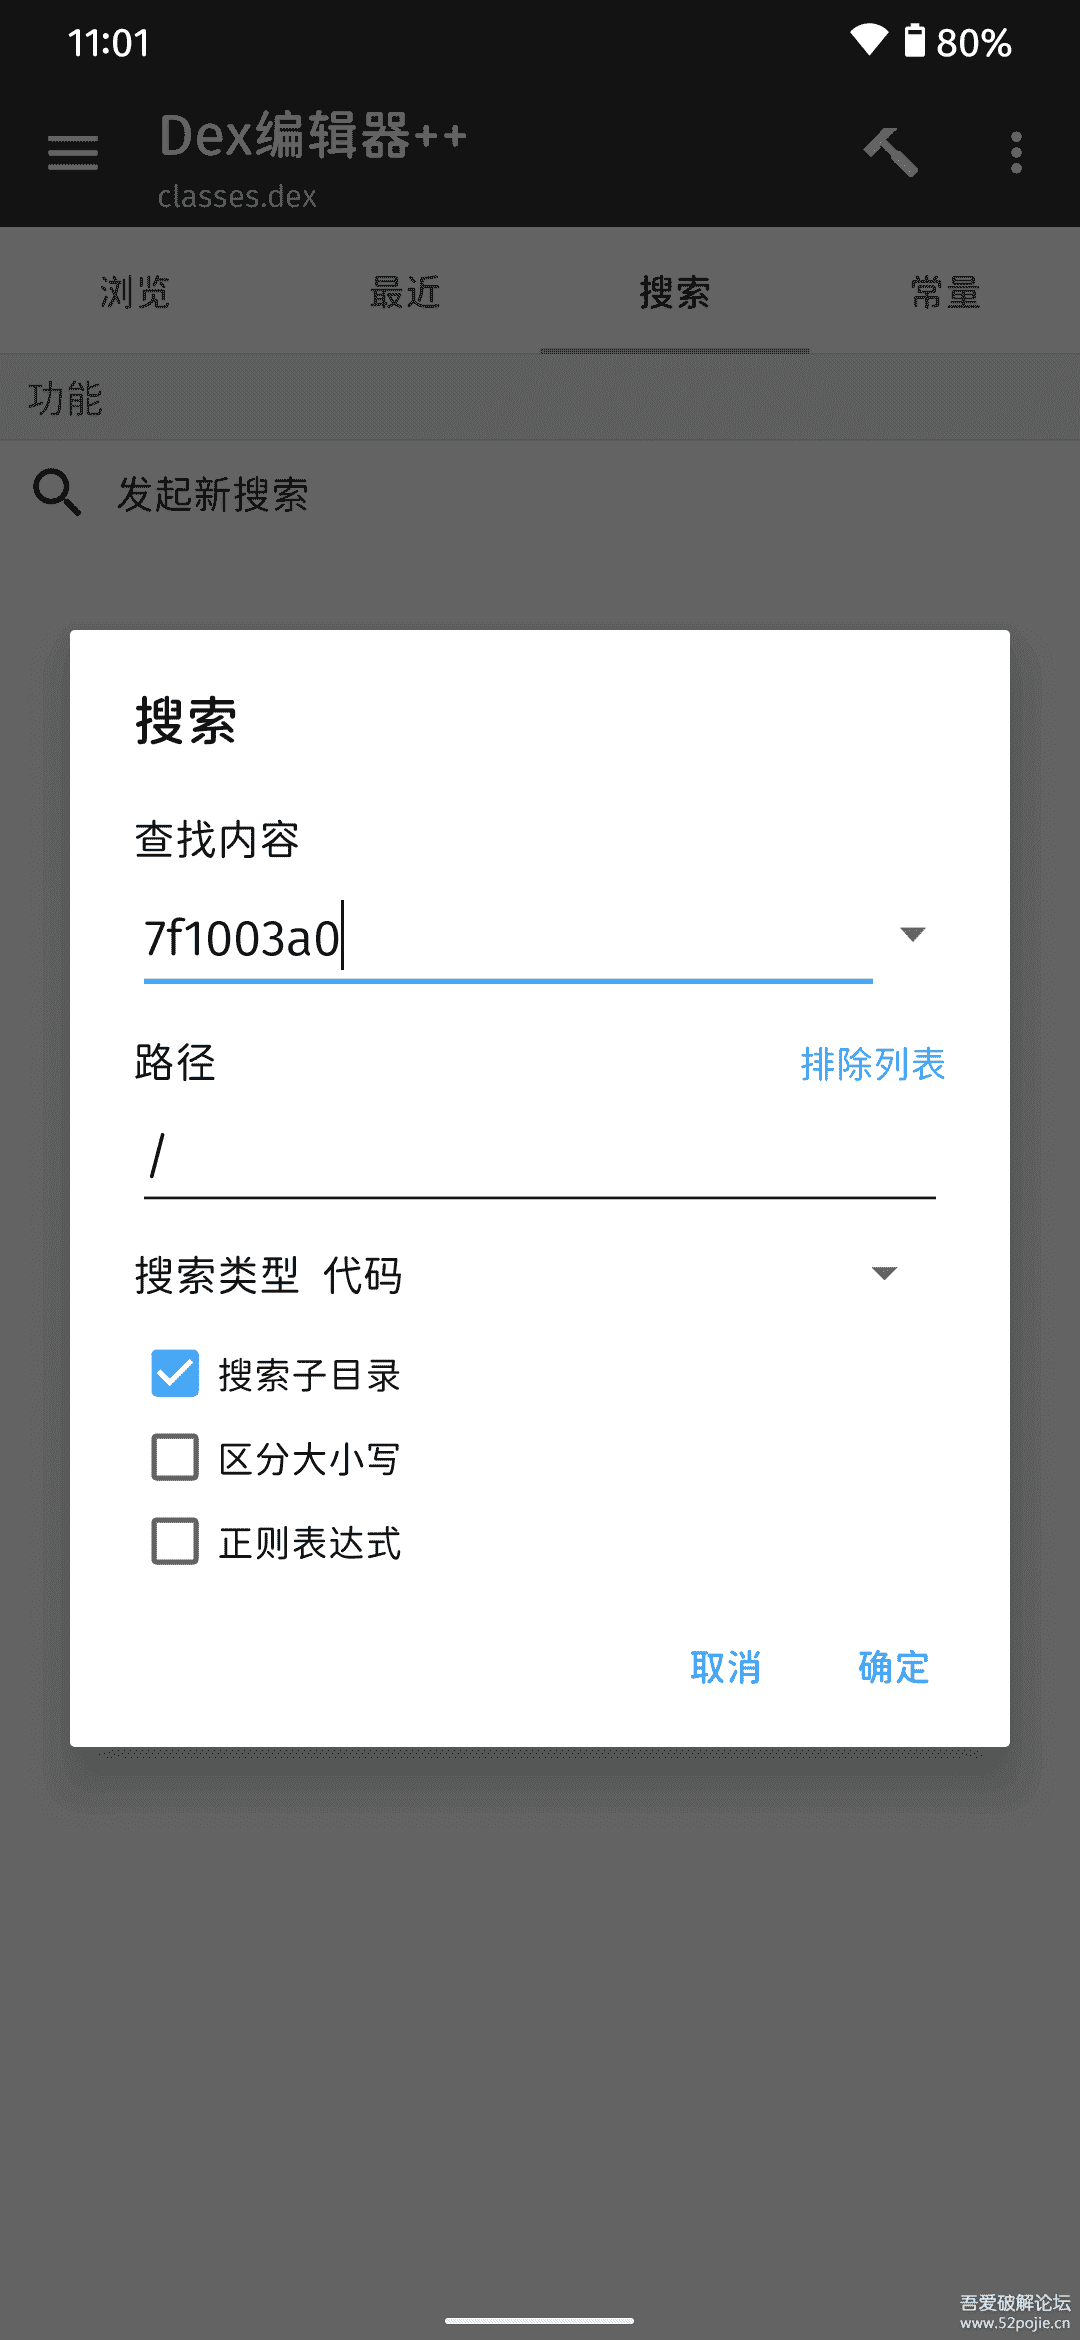 11:01
80%
Dex编辑器++
classes.dex
浏览
最近
搜索
常量
功能
发起新搜索
搜索
查找内容
7f1003a0
路径
排除列表
/
搜索类型 代码
搜索子目录
区分大小写
正则表达式
取消
确定
吾爱破解论坛
www.52pojie.cn